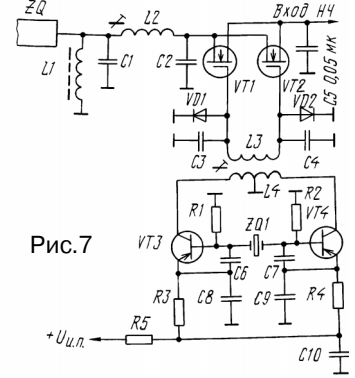 ZQ
L2
Вход НЧ
L1
C1
C2
VT1
VT2
C5 0,05 мк
VD1
VD2
C3
L3
C4
L4
R1
R2
VT3
ZQ1
VT4
Рис.7
C6
C7
R3
C8
C9
R4
+Uи.п.
R5
C10